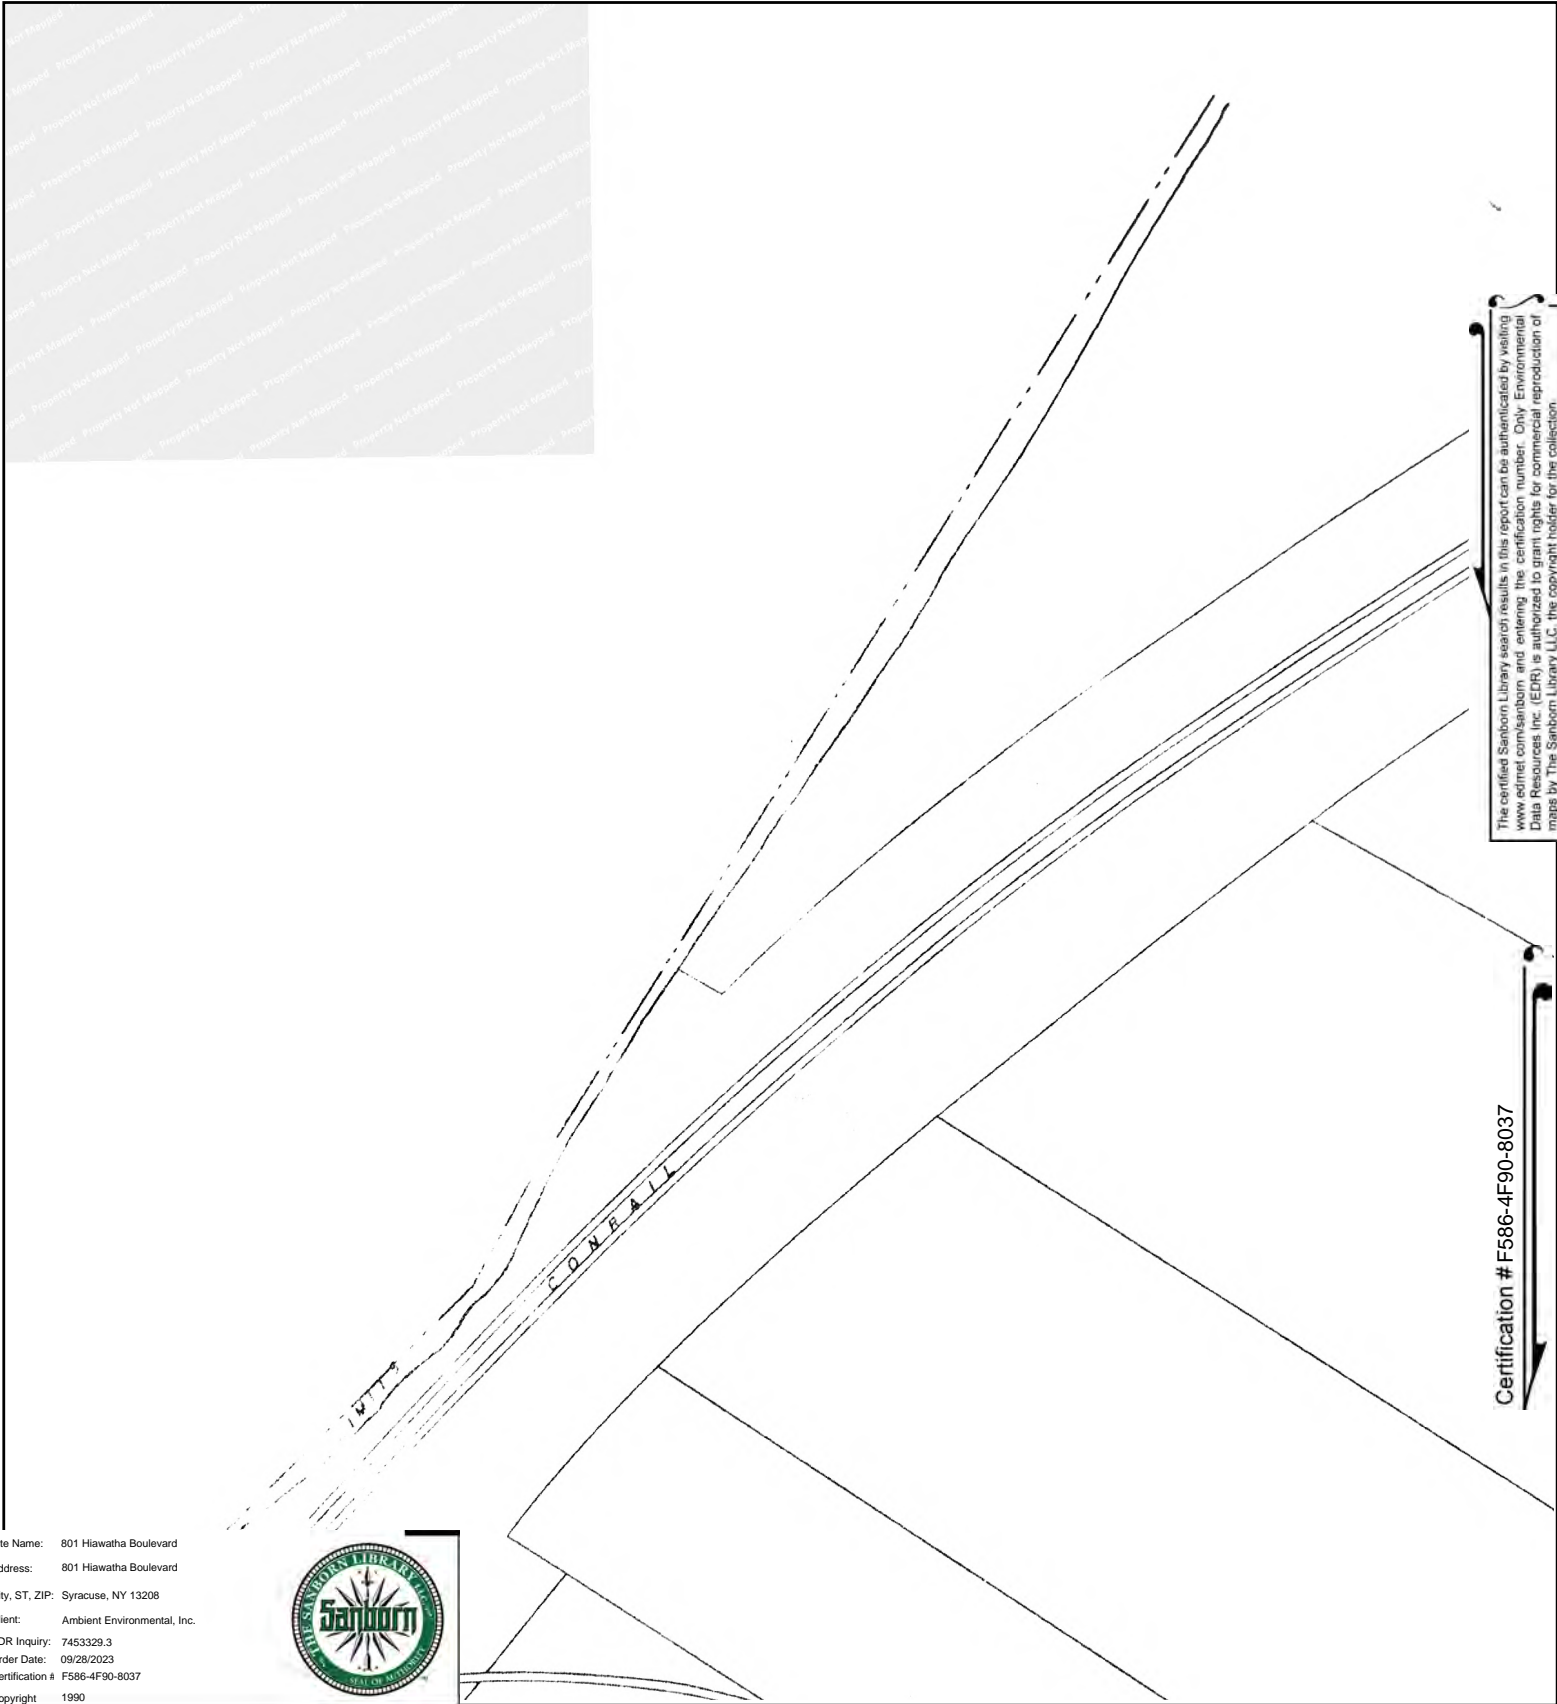 Property Not Mapped
The certified Sanborn Library search results in this report can be authenticated by visiting
www.edrnet.com/sanborn and entering the certification number. Only Environmental
Data Resources Inc. (EDR) is authorized to grant rights for commercial reproduction of
maps by The Sanborn Library LLC, the copyright holder for the collection.
Certification # F586-4F90-8037
CONRAIL
te Name: 801 Hiawatha Boulevard
ddress: 801 Hiawatha Boulevard
ty, ST, ZIP: Syracuse, NY 13208
ient: Ambient Environmental, Inc.
DR Inquiry: 7453329.3
rder Date: 09/28/2023
ertification # F586-4F90-8037
opyright 1990
THE SANBORN LIBRARY LLC
Sanborn
SEAL OF AUTHORITY